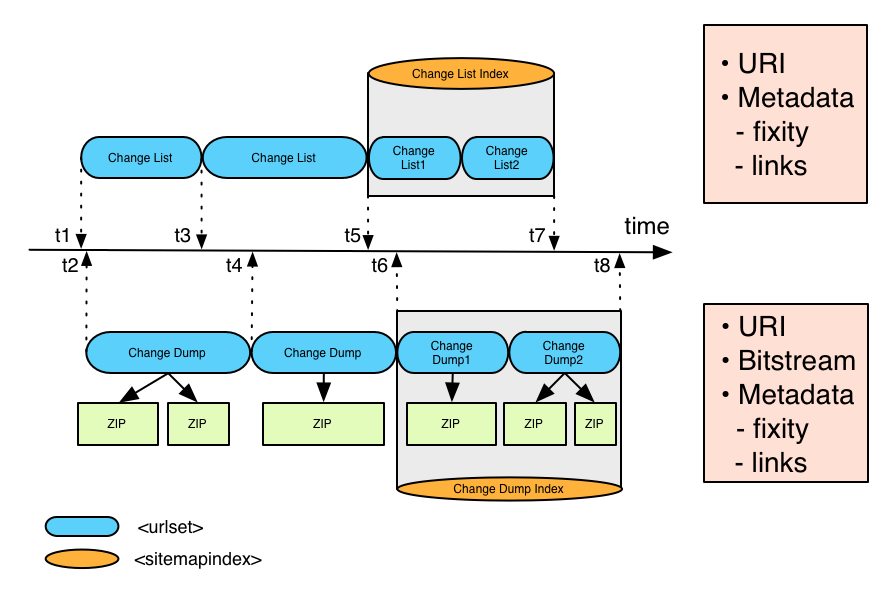 Change List Index
Change List
Change List
Change
List1
Change
List2
t1
t3
t5
t7
time
t2
t4
t6
t8
Change Dump
Change Dump
Change
Dump1
Change
Dump2
ZIP
ZIP
ZIP
ZIP
ZIP
ZIP
Change Dump Index
<urlset>
<sitemapindex>
• URI
• Metadata
- fixity
- links
• URI
• Bitstream
• Metadata
- fixity
- links